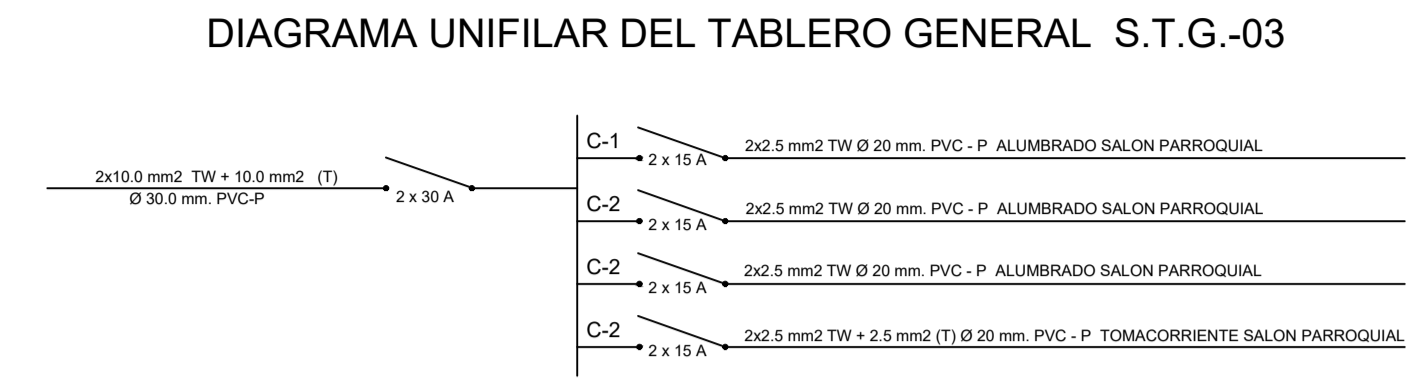 DIAGRAMA UNIFILAR DEL TABLERO GENERAL S.T.G.-03
2x10.0 mm2 TW + 10.0 mm2 (T)
Ø 30.0 mm. PVC-P
2 x 30 A
C-1
2 x 15 A
2x2.5 mm2 TW Ø 20 mm. PVC - P ALUMBRADO SALON PARROQUIAL
C-2
2 x 15 A
2x2.5 mm2 TW Ø 20 mm. PVC - P ALUMBRADO SALON PARROQUIAL
C-2
2 x 15 A
2x2.5 mm2 TW Ø 20 mm. PVC - P ALUMBRADO SALON PARROQUIAL
C-2
2 x 15 A
2x2.5 mm2 TW + 2.5 mm2 (T) Ø 20 mm. PVC - P TOMACORRIENTE SALON PARROQUIAL